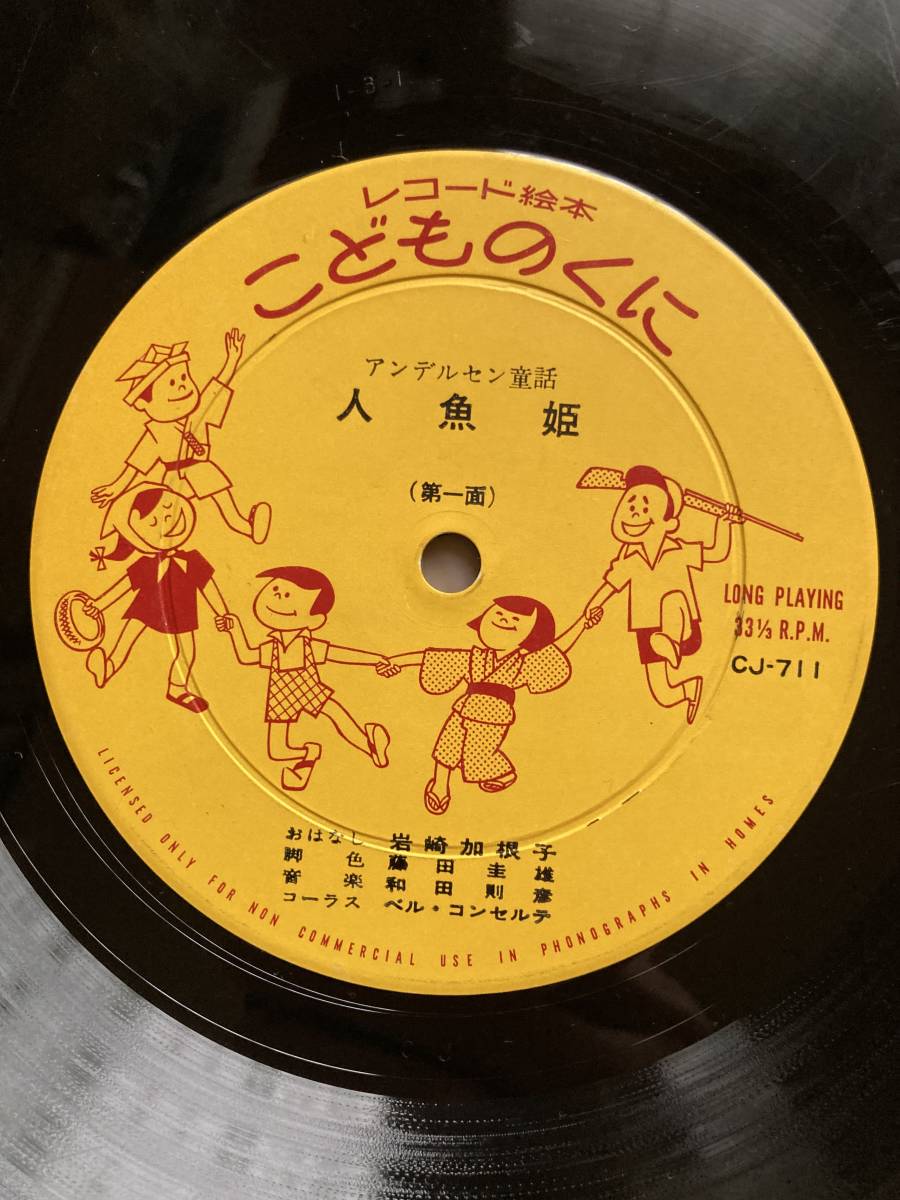 1-3-1
レコード絵本
こどものくに
アンデルセン童話
人魚姫
(第一面)
LONG PLAYING
33⅓ R.P.M.
CJ-711
おはなし 岩崎加根子
脚色 藤田圭雄
音楽 和田則彦
コーラス ベル・コンセルテ
LICENSED ONLY FOR NON COMMERCIAL USE IN PHONOGRAPHS IN HOMES